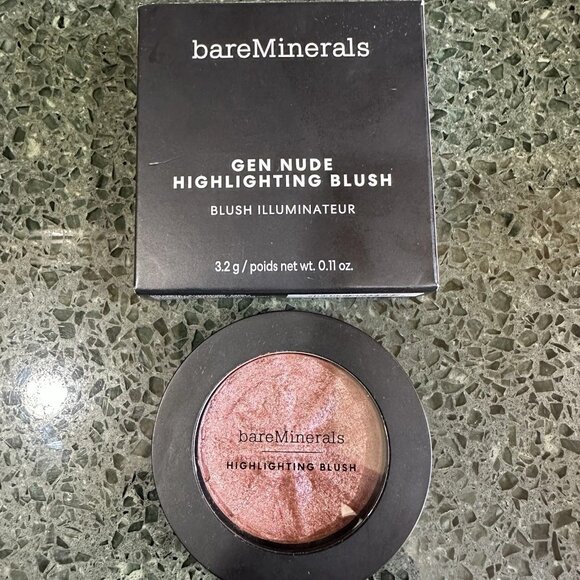 bareMinerals
GEN NUDE
HIGHLIGHTING BLUSH
BLUSH ILLUMINATEUR
3.2 g / poids net wt. 0.11 oz.
bareMinerals
HIGHLIGHTING BLUSH